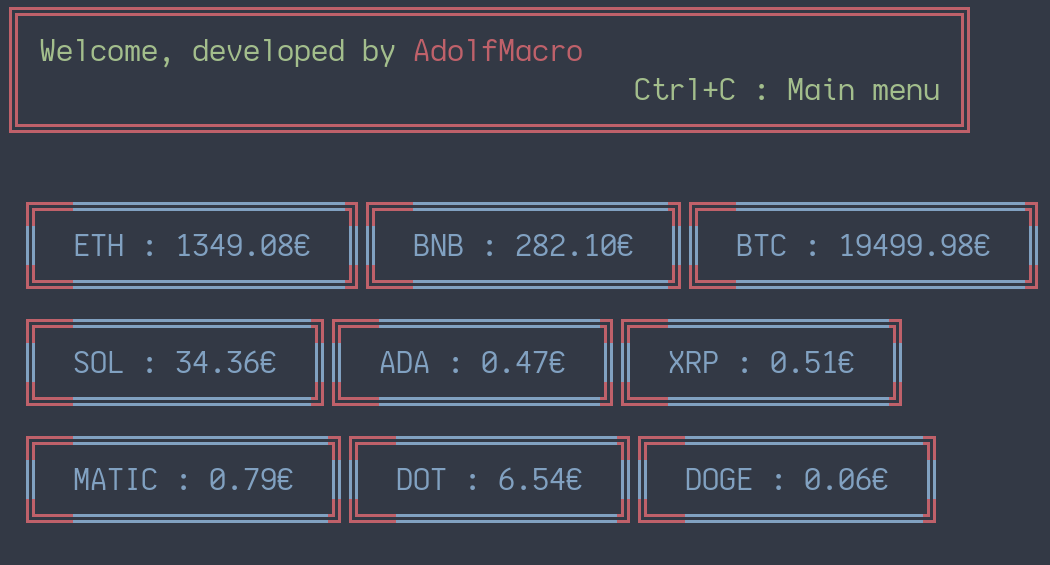 Welcome, developed by AdolfMacro
Ctrl+C : Main menu
ETH : 1349.08€ BNB : 282.10€ BTC : 19499.98€
SOL : 34.36€ ADA : 0.47€ XRP : 0.51€
MATIC : 0.79€ DOT : 6.54€ DOGE : 0.06€